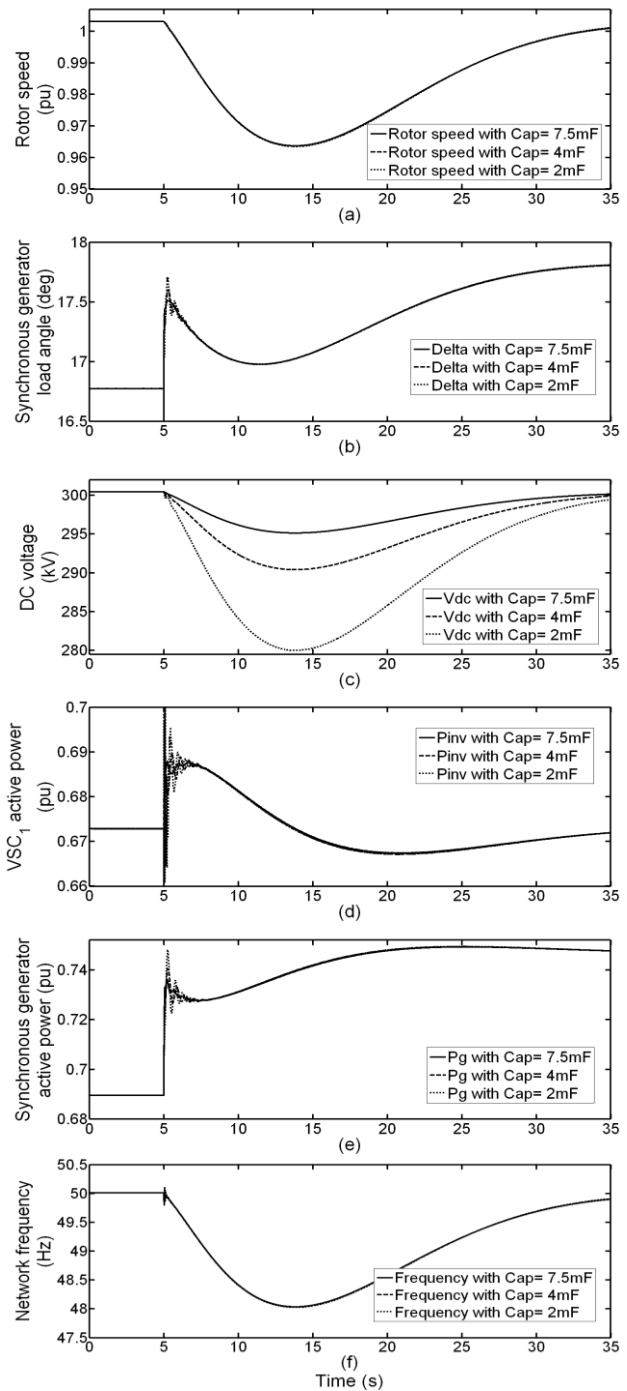 1
0.99
0.98
0.97
0.96
0.95
Rotor speed
(pu)
Rotor speed with Cap= 7.5mF
Rotor speed with Cap= 4mF
Rotor speed with Cap= 2mF
0 5 10 15 20 25 30 35
(a)
18
17.5
17
16.5
Synchronous generator
load angle (deg)
Delta with Cap= 7.5mF
Delta with Cap= 4mF
Delta with Cap= 2mF
0 5 10 15 20 25 30 35
(b)
300
295
290
285
280
DC voltage
(kV)
Vdc with Cap= 7.5mF
Vdc with Cap= 4mF
Vdc with Cap= 2mF
0 5 10 15 20 25 30 35
(c)
0.7
0.69
0.68
0.67
0.66
VSC1 active power
(pu)
Pinv with Cap= 7.5mF
Pinv with Cap= 4mF
Pinv with Cap= 2mF
0 5 10 15 20 25 30 35
(d)
0.74
0.72
0.7
0.68
Synchronous generator
active power (pu)
Pg with Cap= 7.5mF
Pg with Cap= 4mF
Pg with Cap= 2mF
0 5 10 15 20 25 30 35
(e)
50.5
50
49.5
49
48.5
48
47.5
Network frequency
(Hz)
Frequency with Cap= 7.5mF
Frequency with Cap= 4mF
Frequency with Cap= 2mF
0 5 10 15 20 25 30 35
(f)
Time (s)